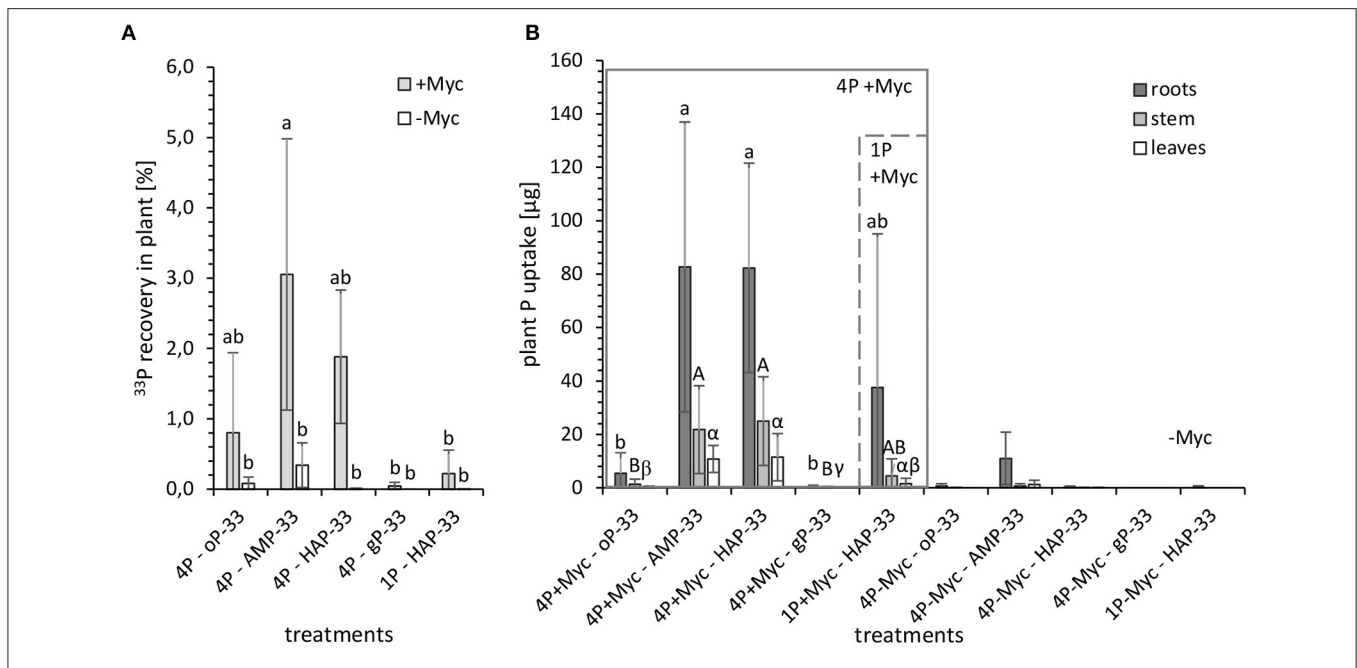 A
6,0
5,0
4,0
3,0
2,0
1,0
0,0
³³P recovery in plant [%]
+Myc
-Myc
ab
b
a
b
ab
b
b
b
b
b
4P - oP-33
4P - AMP-33
4P - HAP-33
4P - gP-33
1P - HAP-33
treatments
B
160
140
120
100
80
60
40
20
0
plant P uptake [µg]
4P +Myc
1P
+Myc
-Myc
roots
stem
leaves
b
B
β
a
A
α
a
A
α
b
B
γ
ab
AB
αβ
4P+Myc - oP-33
4P+Myc - AMP-33
4P+Myc - HAP-33
4P+Myc - gP-33
1P+Myc - HAP-33
4P-Myc - oP-33
4P-Myc - AMP-33
4P-Myc - HAP-33
4P-Myc - gP-33
1P-Myc - HAP-33
treatments